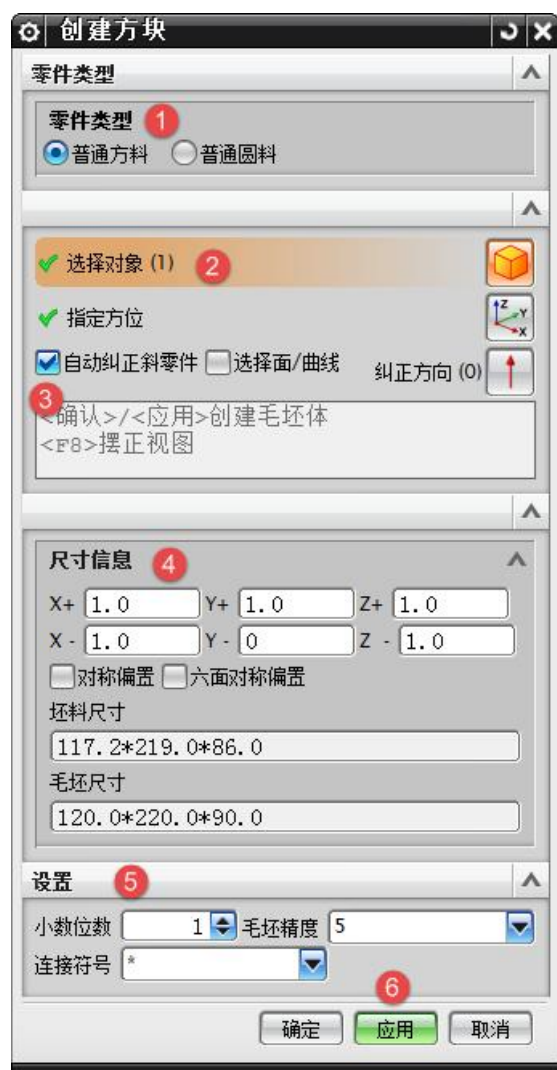 创建方块
零件类型
零件类型 1
普通方料 普通圆料
选择对象 (1) 2
指定方位
Z Y X
自动纠正斜零件 选择面/曲线 纠正方向 (0)
3
<确认>/<应用>创建毛坯体
<F8>摆正视图
尺寸信息 4
X+ 1.0 Y+ 1.0 Z+ 1.0
X - 1.0 Y - 0 Z - 1.0
对称偏置 六面对称偏置
坯料尺寸
117.2*219.0*86.0
毛坯尺寸
120.0*220.0*90.0
设置 5
小数位数 1 毛坯精度 5
连接符号 *
6
确定 应用 取消